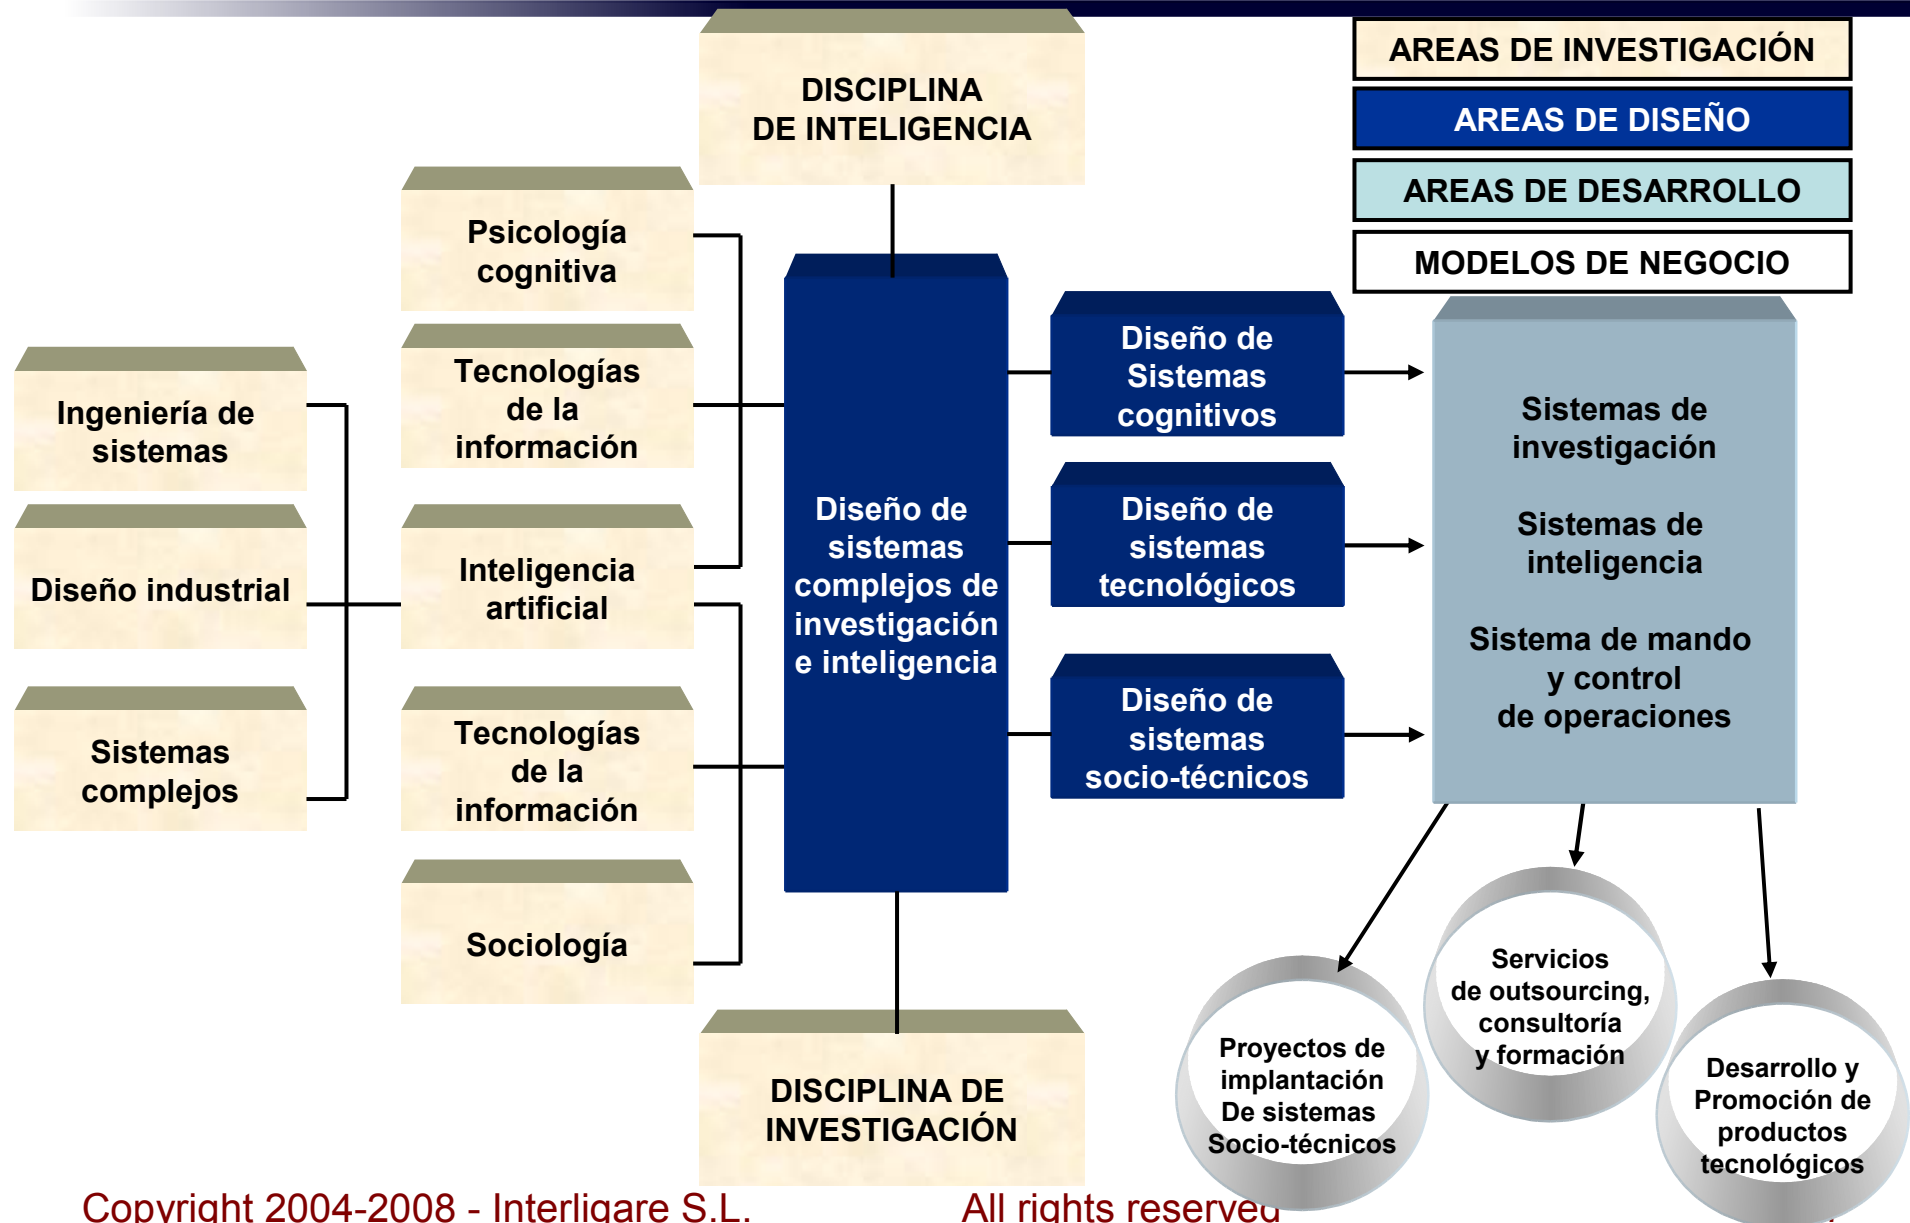 DISCIPLINA
DE INTELIGENCIA
AREAS DE INVESTIGACIÓN
AREAS DE DISEÑO
AREAS DE DESARROLLO
MODELOS DE NEGOCIO
Ingeniería de
sistemas
Diseño industrial
Sistemas
complejos
Psicología
cognitiva
Tecnologías
de la
información
Inteligencia
artificial
Tecnologías
de la
información
Sociología
Diseño de
sistemas
complejos de
investigación
e inteligencia
Diseño de
Sistemas
cognitivos
Diseño de
sistemas
tecnológicos
Diseño de
sistemas
socio-técnicos
Sistemas de
investigación
Sistemas de
inteligencia
Sistema de mando
y control
de operaciones
DISCIPLINA DE
INVESTIGACIÓN
Proyectos de
implantación
De sistemas
Socio-técnicos
Servicios
de outsourcing,
consultoría
y formación
Desarrollo y
Promoción de
productos
tecnológicos
Copyright 2004-2008 - Interligare S.L.
All rights reserved